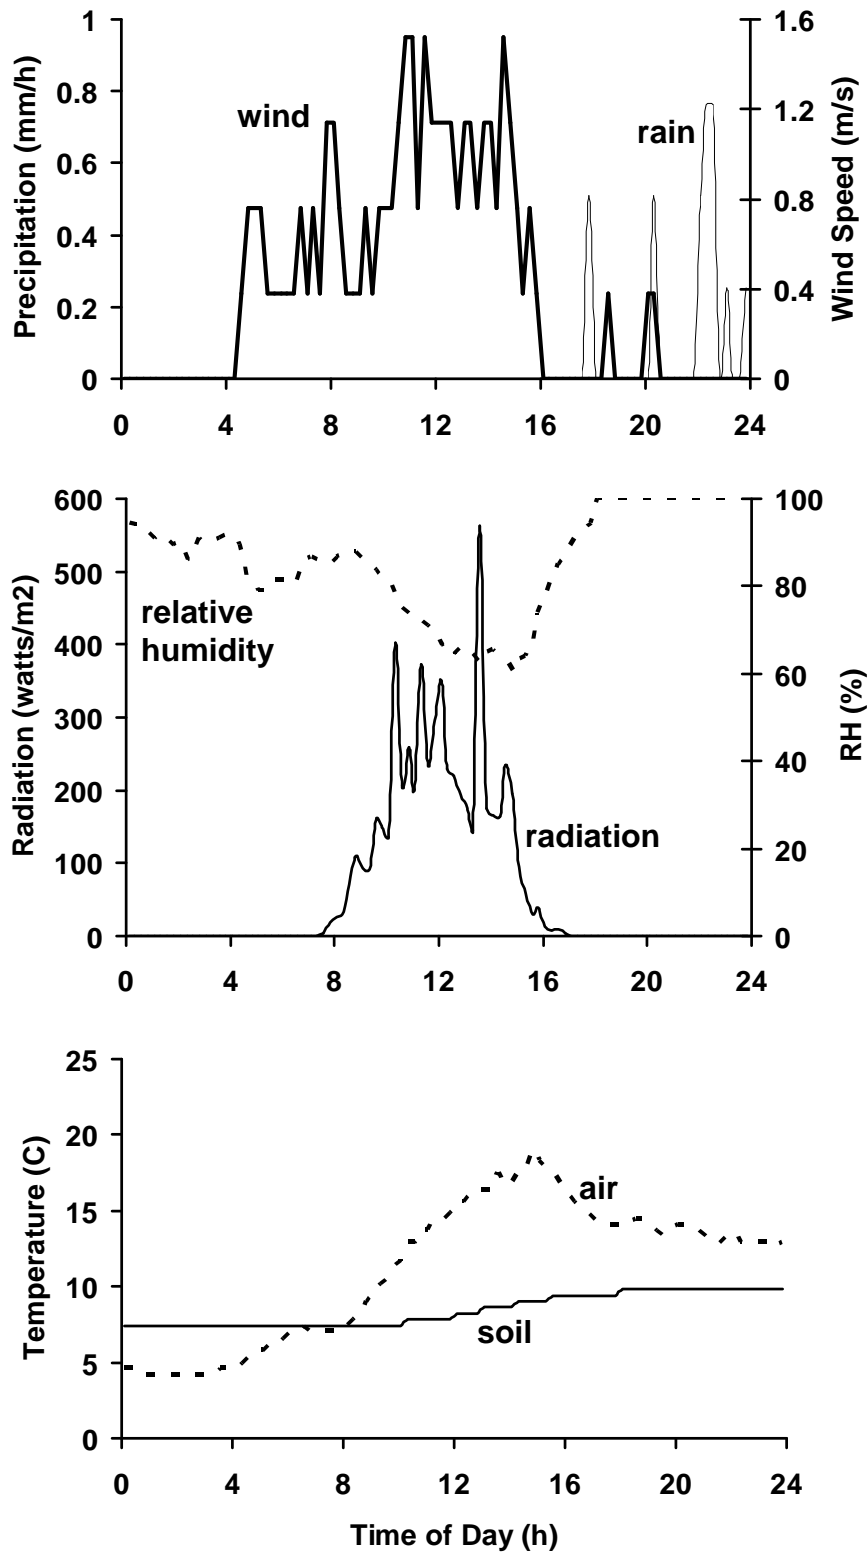 Precipitation (mm/h)
1
0.8
0.6
0.4
0.2
0
wind
rain
1.6
1.2
0.8
0.4
0
Wind Speed (m/s)
0 4 8 12 16 20 24
Radiation (watts/m2)
600
500
400
300
200
100
0
relative
humidity
radiation
100
80
60
40
20
0
RH (%)
0 4 8 12 16 20 24
Temperature (C)
25
20
15
10
5
0
air
soil
0 4 8 12 16 20 24
Time of Day (h)